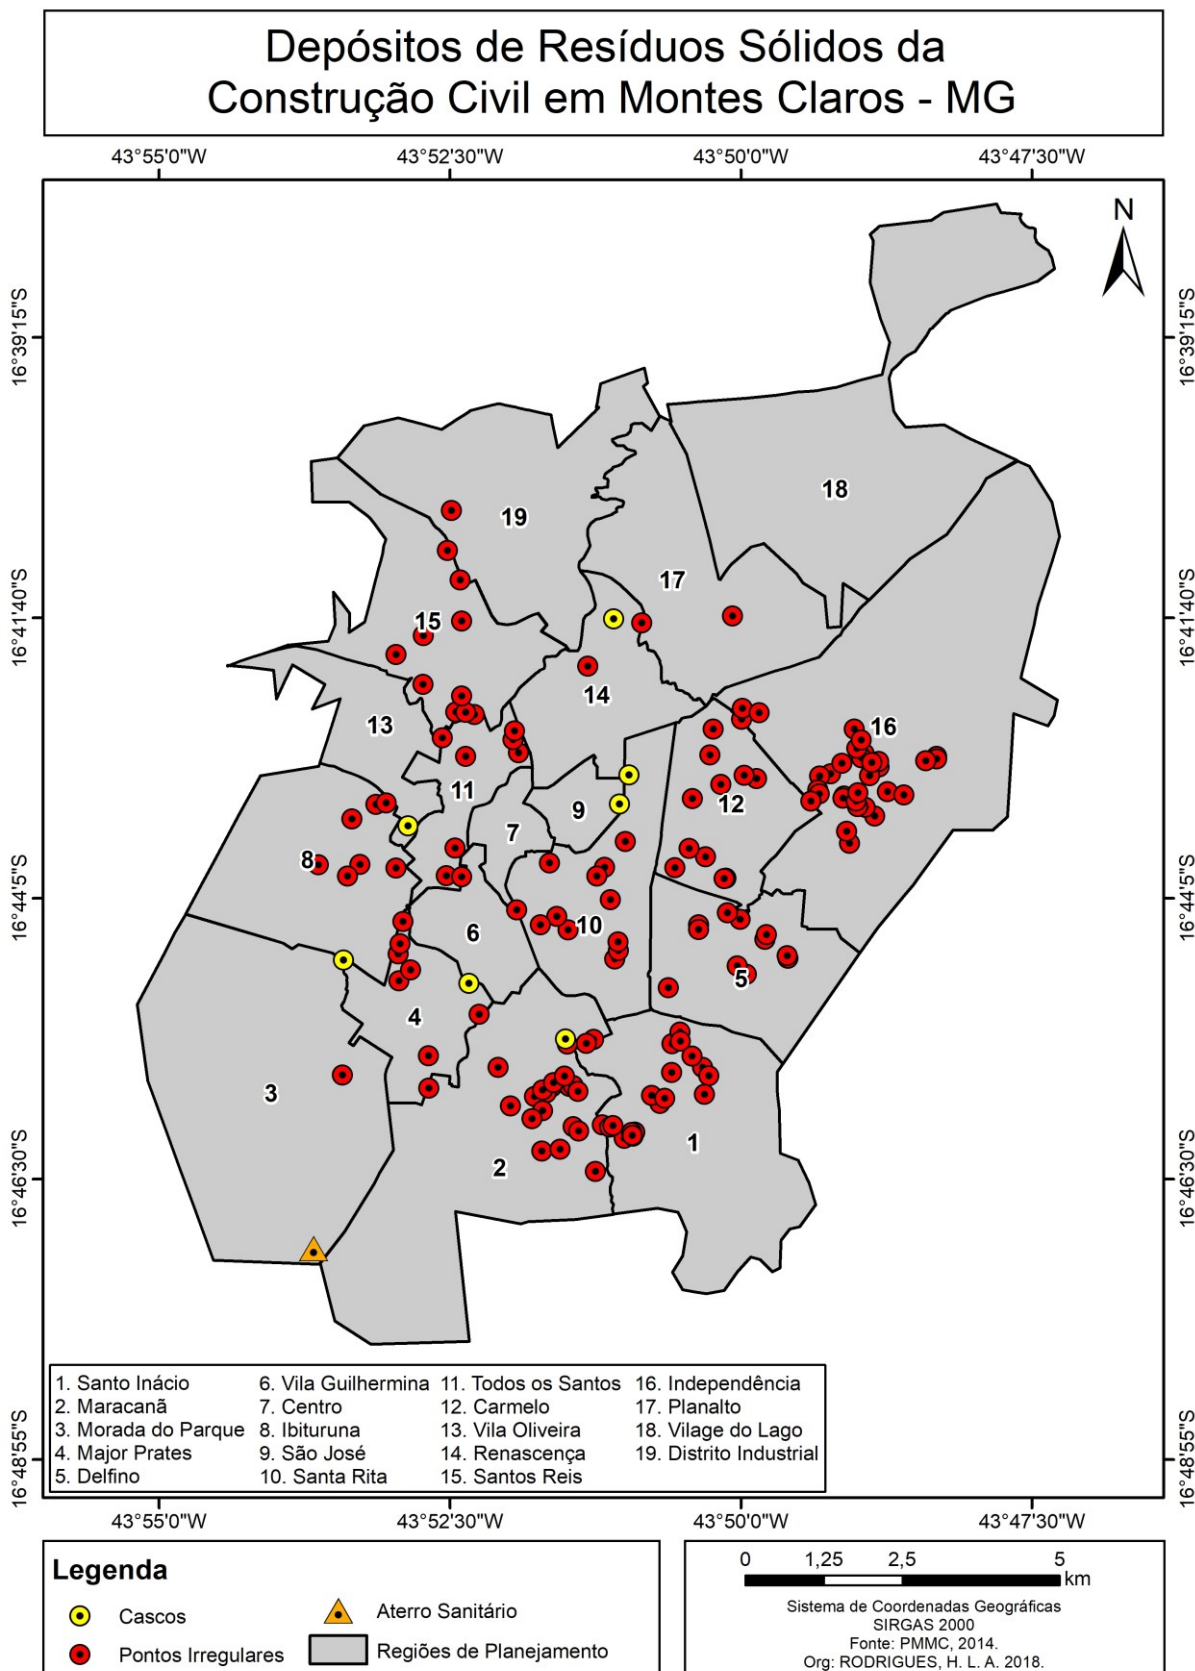 Depósitos de Resíduos Sólidos da
Construção Civil em Montes Claros - MG
43°55'0"W 43°52'30"W 43°50'0"W 43°47'30"W
N
16°39'15"S 16°39'15"S
18
19
17
16°41'40"S 16°41'40"S
15
14
13 16
11
12
9
7
8
16°44'5"S 16°44'5"S
10
6
5
4
3
1
2
16°46'30"S 16°46'30"S
1. Santo Inácio 6. Vila Guilhermina 11. Todos os Santos 16. Independência
2. Maracanã 7. Centro 12. Carmelo 17. Planalto
3. Morada do Parque 8. Ibituruna 13. Vila Oliveira 18. Vilage do Lago
4. Major Prates 9. São José 14. Renascença 19. Distrito Industrial
5. Delfino 10. Santa Rita 15. Santos Reis
16°48'55"S 16°48'55"S
43°55'0"W 43°52'30"W 43°50'0"W 43°47'30"W
Legenda
Cascos Aterro Sanitário
Pontos Irregulares Regiões de Planejamento
0 1,25 2,5 5
km
Sistema de Coordenadas Geográficas
SIRGAS 2000
Fonte: PMMC, 2014.
Org: RODRIGUES, H. L. A. 2018.